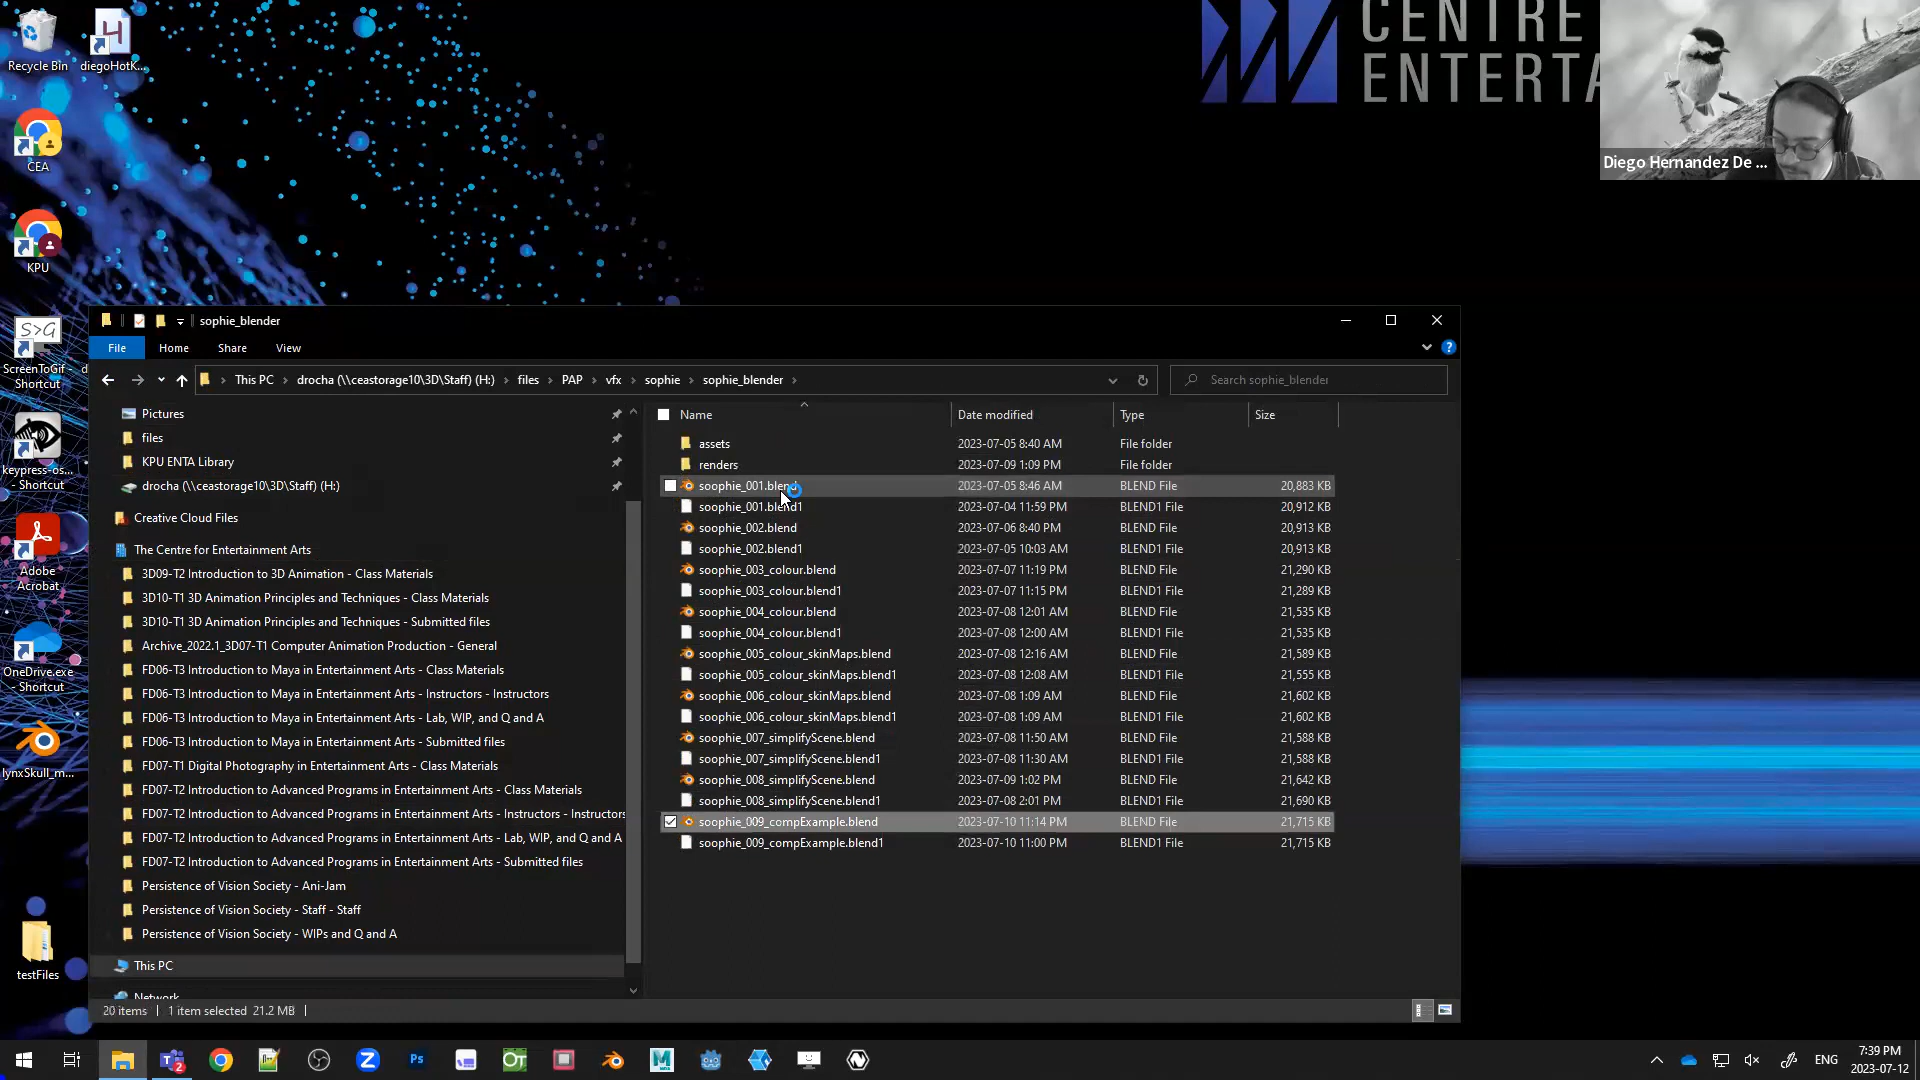 Recycle Bin
diegoHotK...
CEA
KPU
ScreenToGif -
Shortcut
keypress-os...
- Shortcut
Adobe
Acrobat
OneDrive.exe
- Shortcut
lynxSkull_m...
testFiles
S>G
CENTRE
ENTERTA
Diego Hernandez De ...
sophie_blender
File
Home
Share
View
This PC
drocha (\\ceastorage10\3D\Staff) (H:)
files
PAP
vfx
sophie
sophie_blender
Search sophie_blender
Pictures
files
KPU ENTA Library
drocha (\\ceastorage10\3D\Staff) (H:)
Creative Cloud Files
The Centre for Entertainment Arts
3D09-T2 Introduction to 3D Animation - Class Materials
3D10-T1 3D Animation Principles and Techniques - Class Materials
3D10-T1 3D Animation Principles and Techniques - Submitted files
Archive_2022.1_3D07-T1 Computer Animation Production - General
FD06-T3 Introduction to Maya in Entertainment Arts - Class Materials
FD06-T3 Introduction to Maya in Entertainment Arts - Instructors - Instructors
FD06-T3 Introduction to Maya in Entertainment Arts - Lab, WIP, and Q and A
FD06-T3 Introduction to Maya in Entertainment Arts - Submitted files
FD07-T1 Digital Photography in Entertainment Arts - Class Materials
FD07-T2 Introduction to Advanced Programs in Entertainment Arts - Class Materials
FD07-T2 Introduction to Advanced Programs in Entertainment Arts - Instructors - Instructors
FD07-T2 Introduction to Advanced Programs in Entertainment Arts - Lab, WIP, and Q and A
FD07-T2 Introduction to Advanced Programs in Entertainment Arts - Submitted files
Persistence of Vision Society - Ani-Jam
Persistence of Vision Society - Staff - Staff
Persistence of Vision Society - WIPs and Q and A
This PC
Network
Name Date modified Type Size
assets 2023-07-05 8:40 AM File folder
renders 2023-07-09 1:09 PM File folder
soophie_001.blend 2023-07-05 8:46 AM BLEND File 20,883 KB
soophie_001.blend1 2023-07-04 11:59 PM BLEND1 File 20,912 KB
soophie_002.blend 2023-07-06 8:40 PM BLEND File 20,913 KB
soophie_002.blend1 2023-07-05 10:03 AM BLEND1 File 20,913 KB
soophie_003_colour.blend 2023-07-07 11:19 PM BLEND File 21,290 KB
soophie_003_colour.blend1 2023-07-07 11:15 PM BLEND1 File 21,289 KB
soophie_004_colour.blend 2023-07-08 12:01 AM BLEND File 21,535 KB
soophie_004_colour.blend1 2023-07-08 12:00 AM BLEND1 File 21,535 KB
soophie_005_colour_skinMaps.blend 2023-07-08 12:16 AM BLEND File 21,589 KB
soophie_005_colour_skinMaps.blend1 2023-07-08 12:08 AM BLEND1 File 21,555 KB
soophie_006_colour_skinMaps.blend 2023-07-08 1:09 AM BLEND File 21,602 KB
soophie_006_colour_skinMaps.blend1 2023-07-08 1:09 AM BLEND1 File 21,602 KB
soophie_007_simplifyScene.blend 2023-07-08 11:50 AM BLEND File 21,588 KB
soophie_007_simplifyScene.blend1 2023-07-08 11:30 AM BLEND1 File 21,588 KB
soophie_008_simplifyScene.blend 2023-07-09 1:02 PM BLEND File 21,642 KB
soophie_008_simplifyScene.blend1 2023-07-08 2:01 PM BLEND1 File 21,690 KB
soophie_009_compExample.blend 2023-07-10 11:14 PM BLEND File 21,715 KB
soophie_009_compExample.blend1 2023-07-10 11:00 PM BLEND1 File 21,715 KB
20 items 1 item selected 21.2 MB
ENG
7:39 PM
2023-07-12